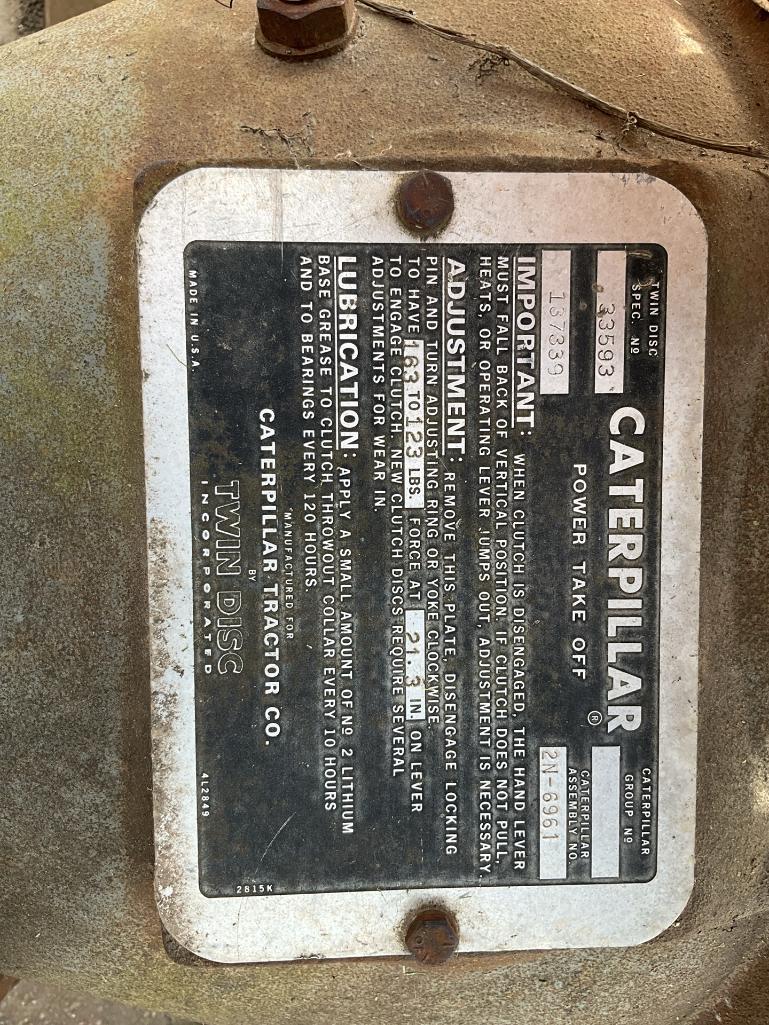 TWIN DISC
SPEC. Nº
33593
137339
CATERPILLAR®
POWER TAKE OFF
CATERPILLAR
GROUP Nº
CATERPILLAR
ASSEMBLY NO.
2N-6961
IMPORTANT: WHEN CLUTCH IS DISENGAGED, THE HAND LEVER
MUST FALL BACK OF VERTICAL POSITION. IF CLUTCH DOES NOT PULL,
HEATS, OR OPERATING LEVER JUMPS OUT, ADJUSTMENT IS NECESSARY.
ADJUSTMENT: REMOVE THIS PLATE, DISENGAGE LOCKING
PIN AND TURN ADJUSTING RING OR YOKE CLOCKWISE.
TO HAVE 163 TO 123 LBS. FORCE AT 21.3 IN. ON LEVER
TO ENGAGE CLUTCH. NEW CLUTCH DISCS REQUIRE SEVERAL
ADJUSTMENTS FOR WEAR IN.
LUBRICATION: APPLY A SMALL AMOUNT OF Nº 2 LITHIUM
BASE GREASE TO CLUTCH THROWOUT COLLAR EVERY 10 HOURS
AND TO BEARINGS EVERY 120 HOURS.
MANUFACTURED FOR
CATERPILLAR TRACTOR CO.
BY
TWIN DISC
INCORPORATED
MADE IN U.S.A.
4L2849
2815K